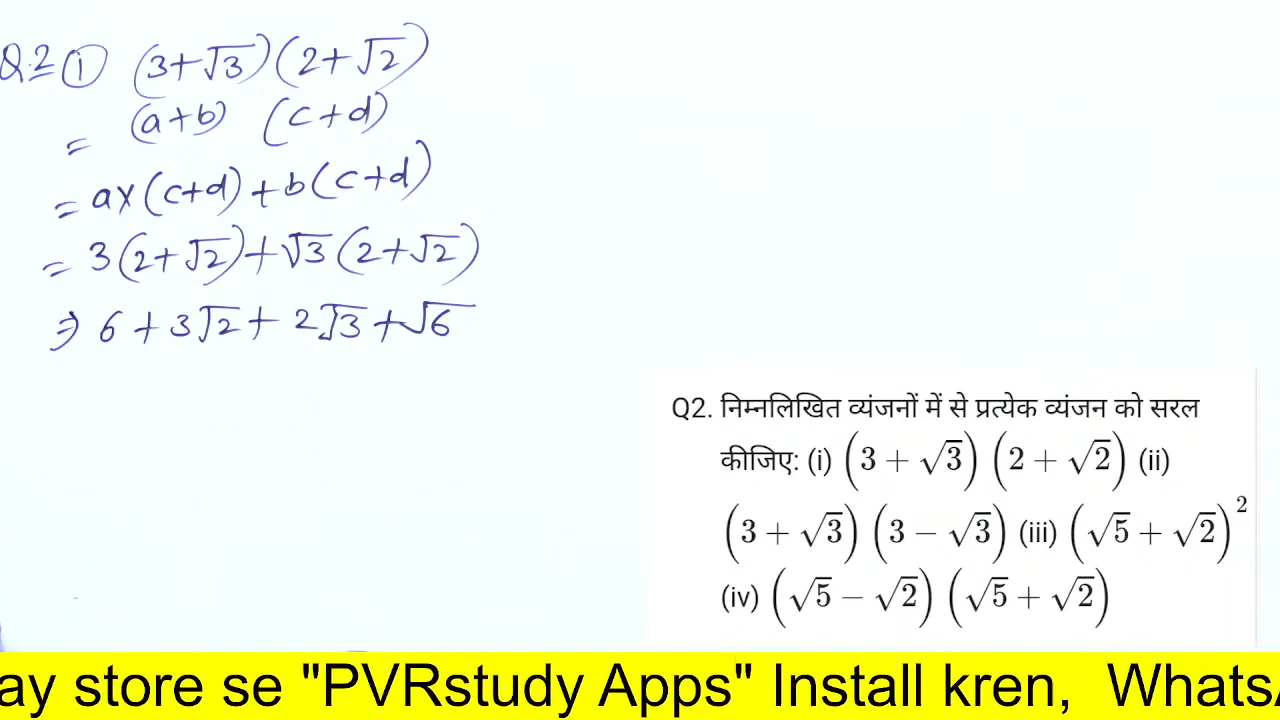 Q.2 (i) (3+√3)(2+√2)
= (a+b) (c+d)
= a×(c+d)+b(c+d)
= 3(2+√2)+√3(2+√2)
⇒ 6+3√2+2√3+√6
Q2. निम्नलिखित व्यंजनों में से प्रत्येक व्यंजन को सरल
कीजिए: (i) (3 + √3) (2 + √2) (ii)
(3 + √3) (3 − √3) (iii) (√5 + √2)²
(iv) (√5 − √2) (√5 + √2)
ay store se "PVRstudy Apps" Install kren, WhatsA